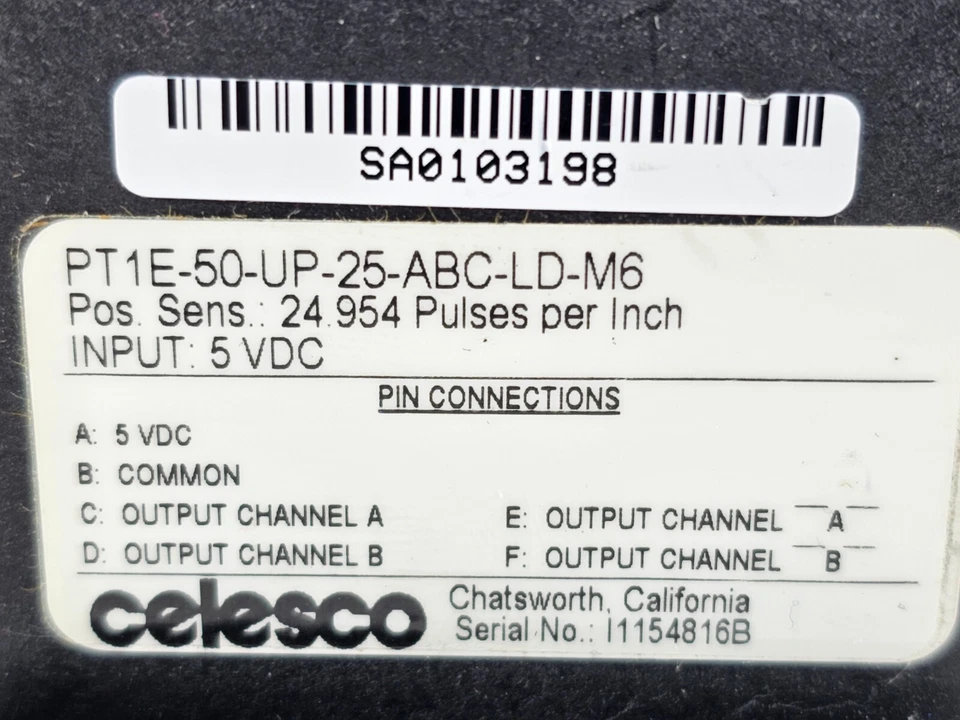 SA0103198
PT1E-50-UP-25-ABC-LD-M6
Pos. Sens.: 24.954 Pulses per Inch
INPUT: 5 VDC
PIN CONNECTIONS
A: 5 VDC
B: COMMON
C: OUTPUT CHANNEL A E: OUTPUT CHANNEL A̅
D: OUTPUT CHANNEL B F: OUTPUT CHANNEL B̅
celesco Chatsworth, California
Serial No.: I1154816B